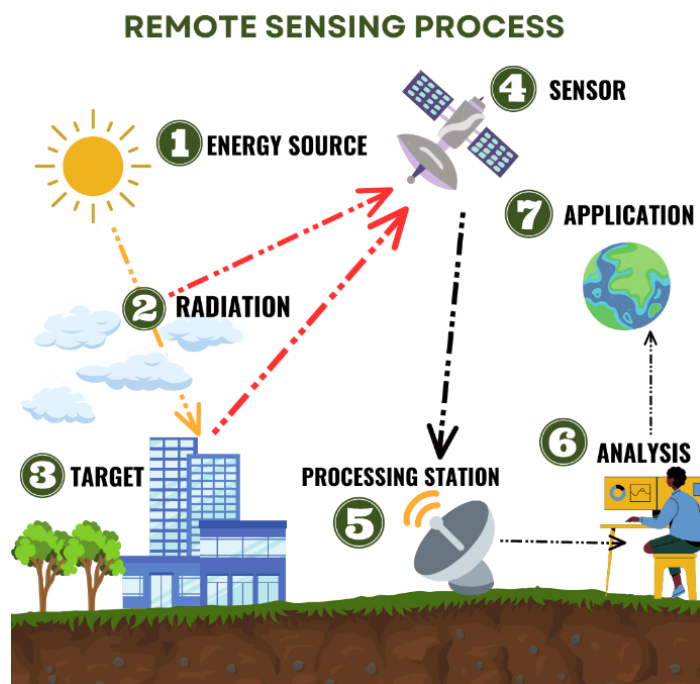 REMOTE SENSING PROCESS
1 ENERGY SOURCE
2 RADIATION
3 TARGET
4 SENSOR
PROCESSING STATION
5
6 ANALYSIS
7 APPLICATION